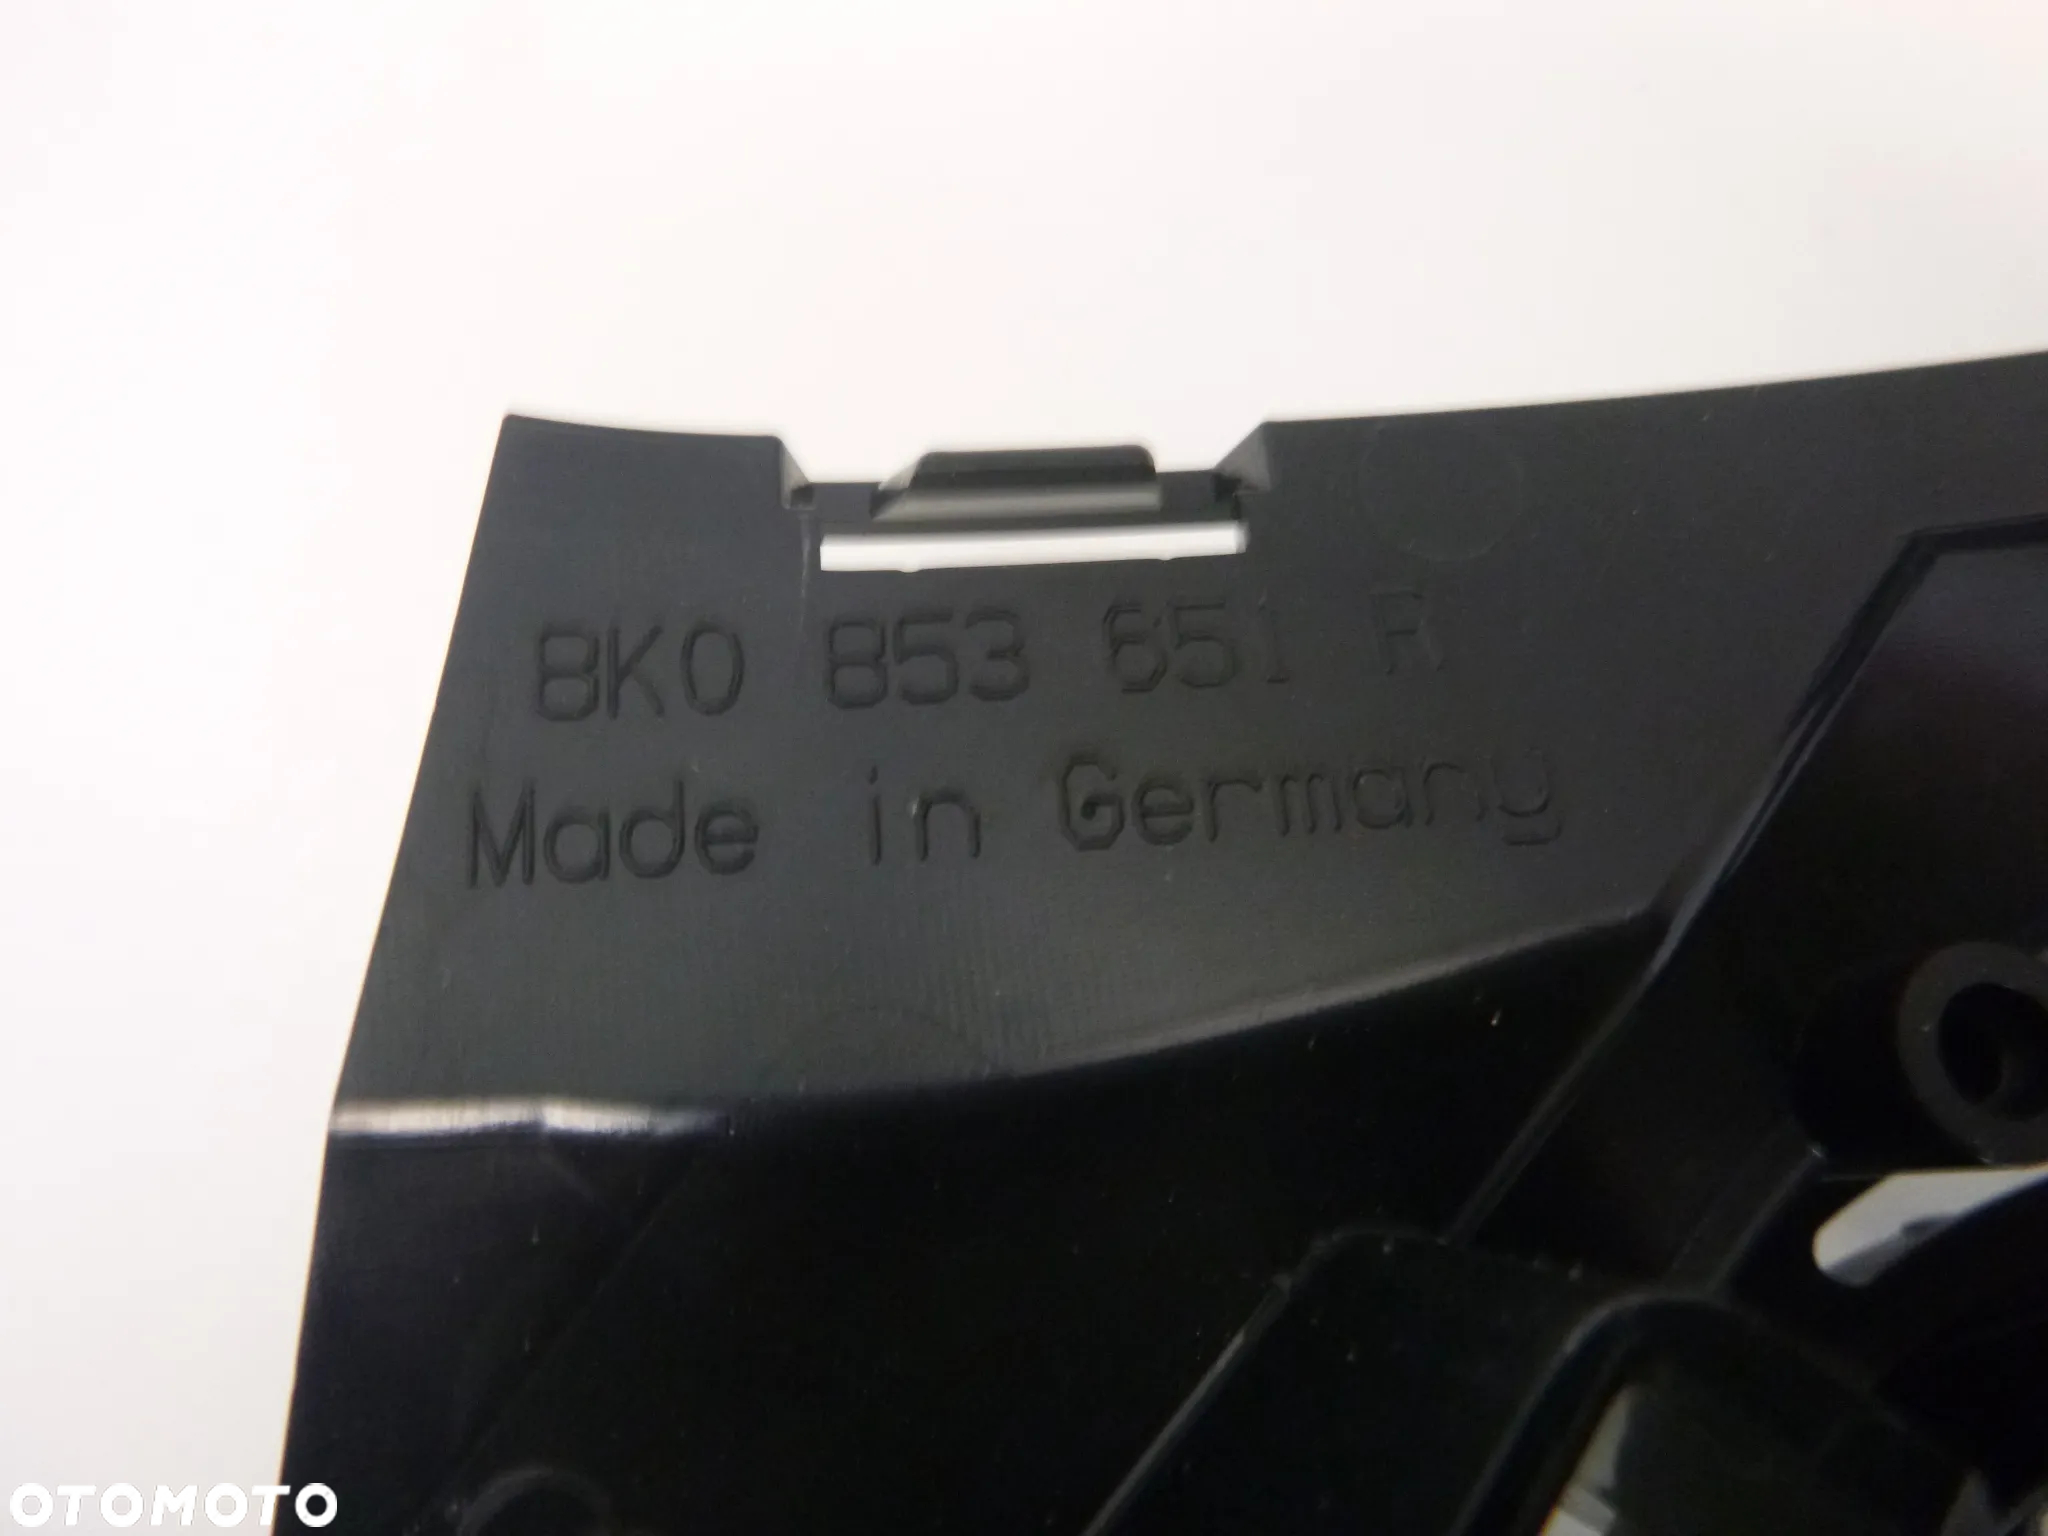 8K0 853 651 R
Made in Germany
OTOMOTO